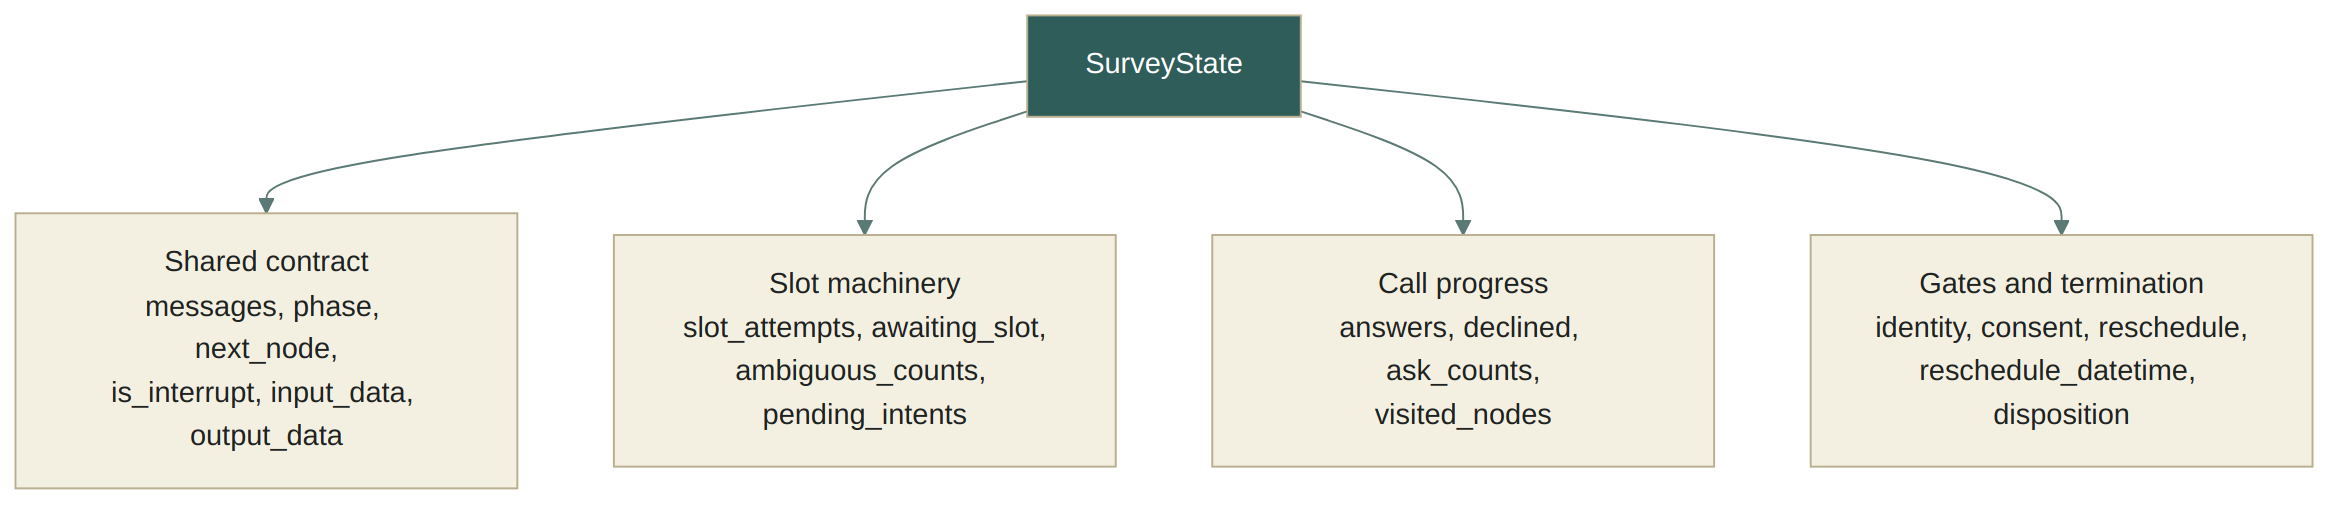 SurveyState
Shared contract
messages, phase,
next_node,
is_interrupt, input_data,
output_data
Slot machinery
slot_attempts, awaiting_slot,
ambiguous_counts,
pending_intents
Call progress
answers, declined,
ask_counts,
visited_nodes
Gates and termination
identity, consent, reschedule,
reschedule_datetime,
disposition